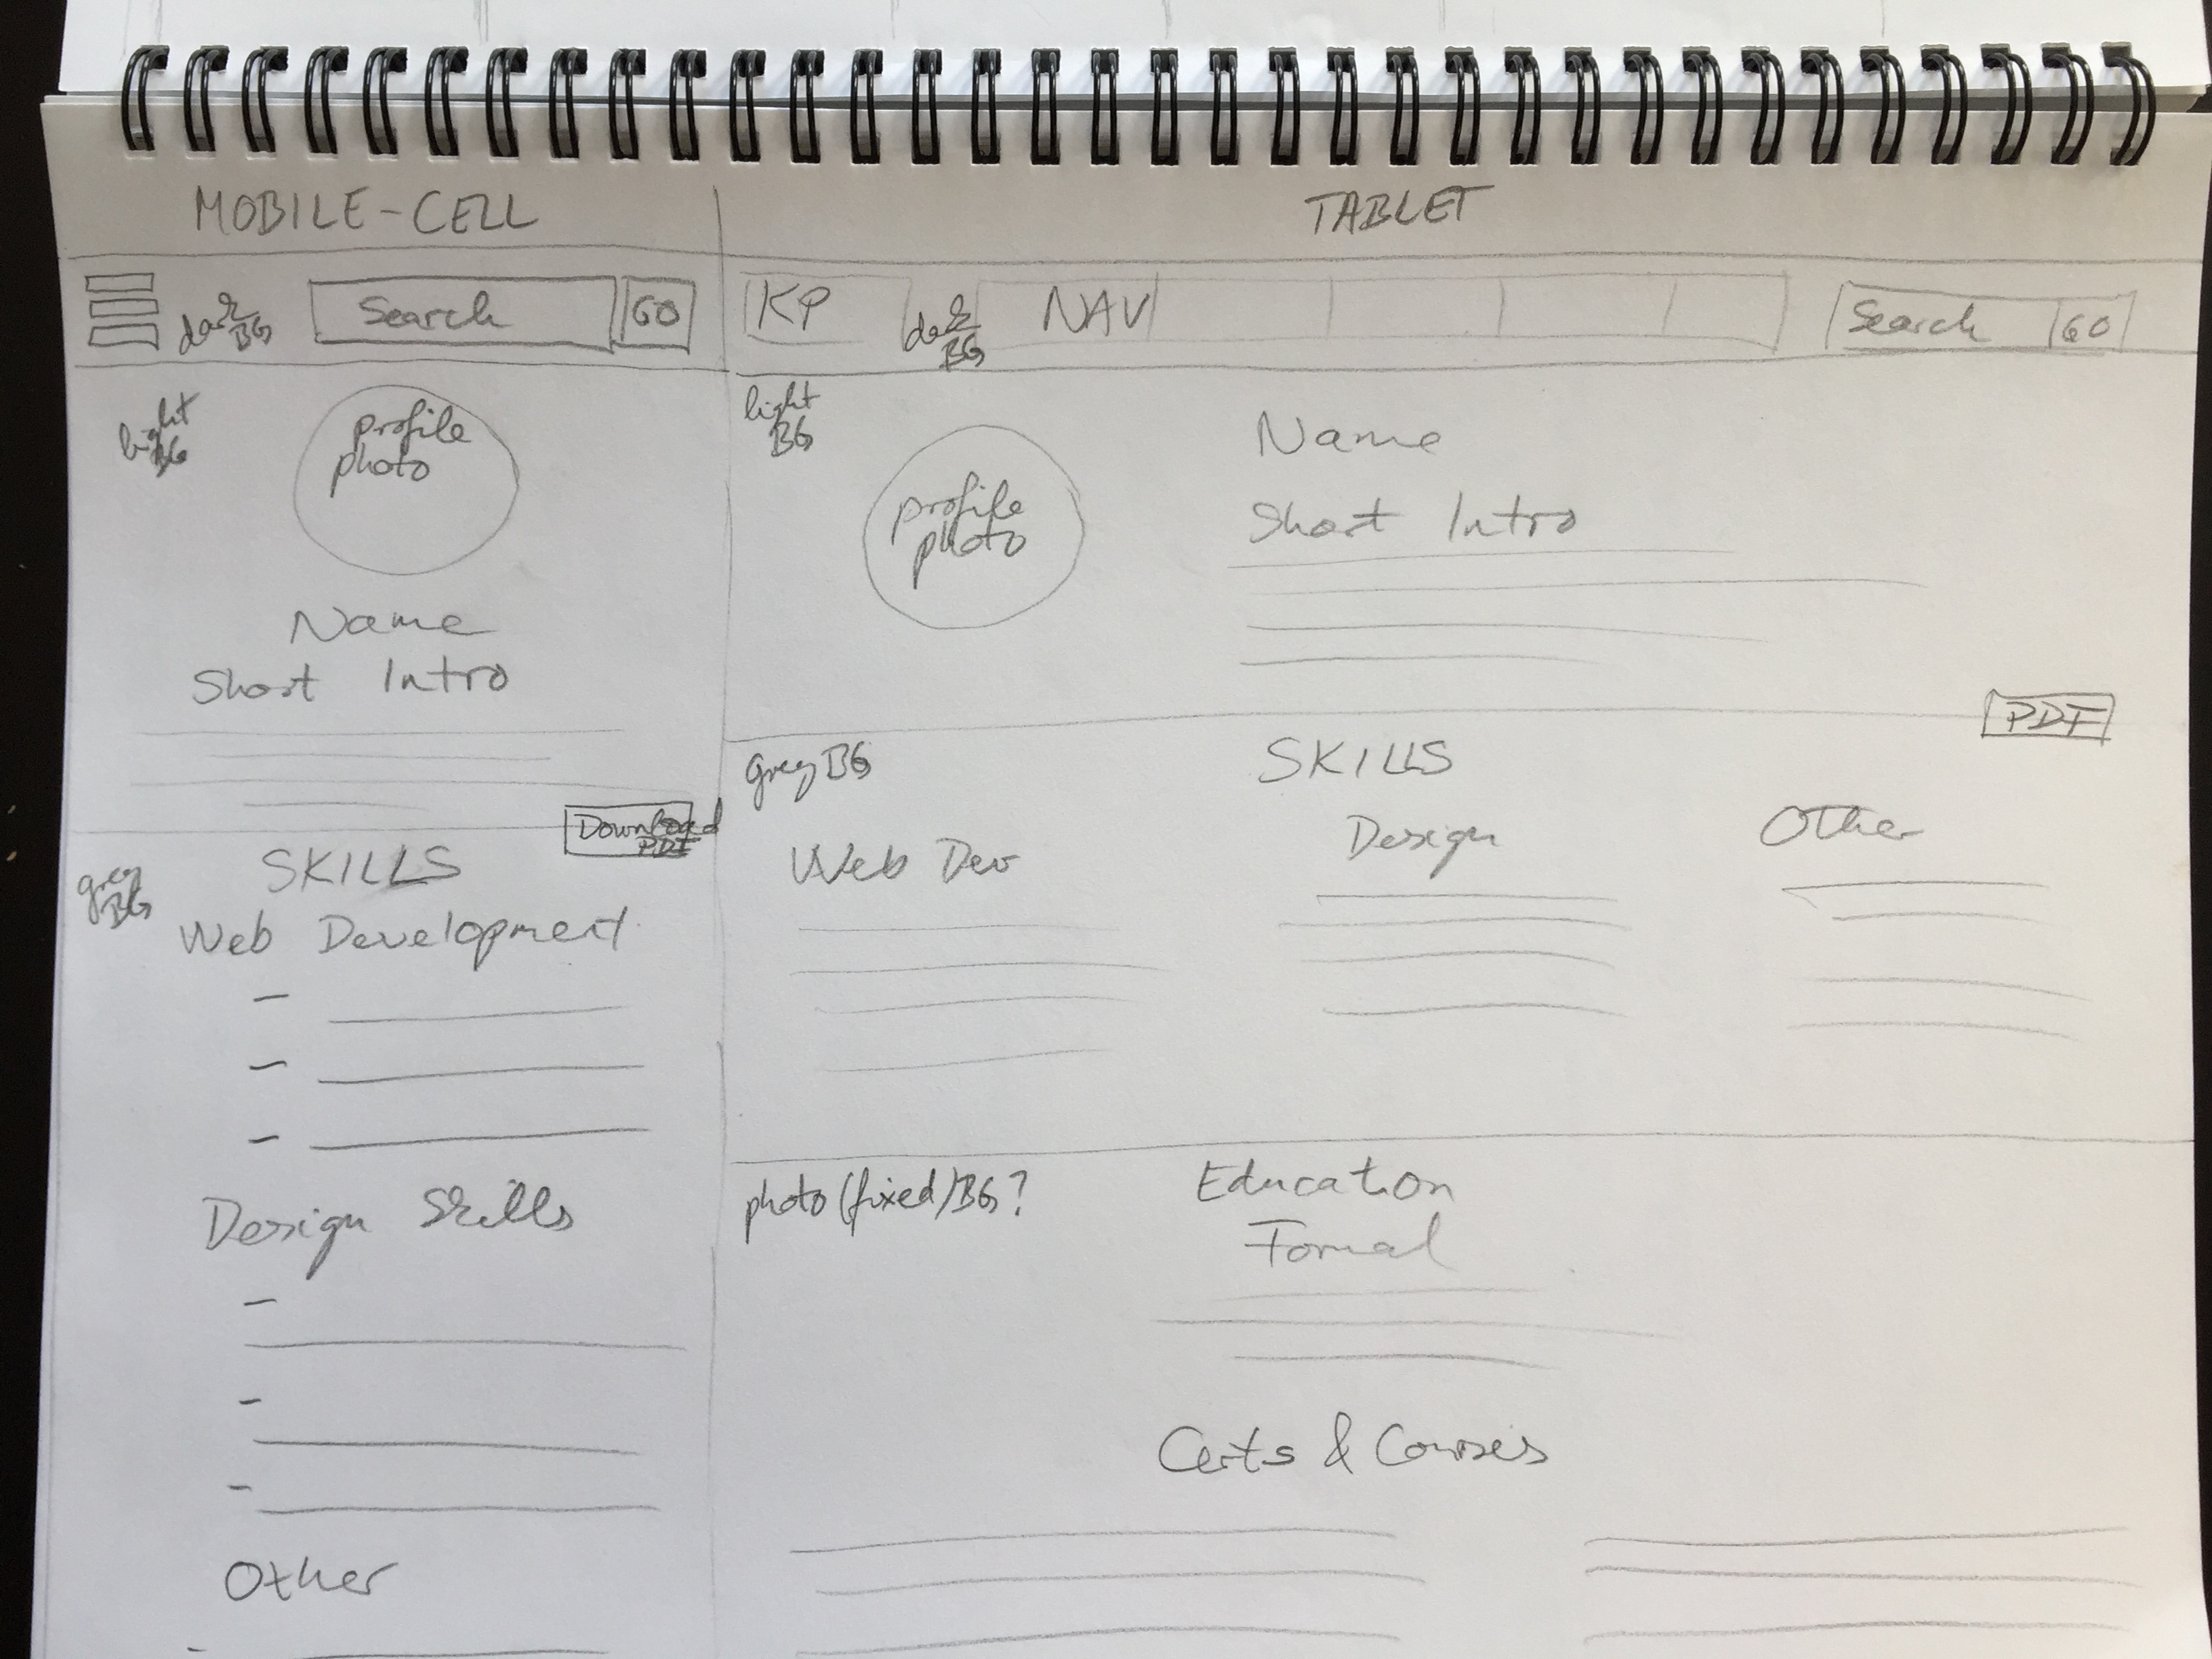 MOBILE-CELL
dark BG
Search
GO
light BG
profile
photo
Name
Short Intro
Download
PDF
SKILLS
grey BG
Web Development
-
-
-
Design Skills
-
-
-
Other
-
TABLET
KP
dark
BG
NAV
Search
GO
light
BG
profile
photo
Name
Short Intro
PDF
grey BG
SKILLS
Web Dev
Design
Other
photo/fixed/BG?
Education
Formal
Certs & Courses